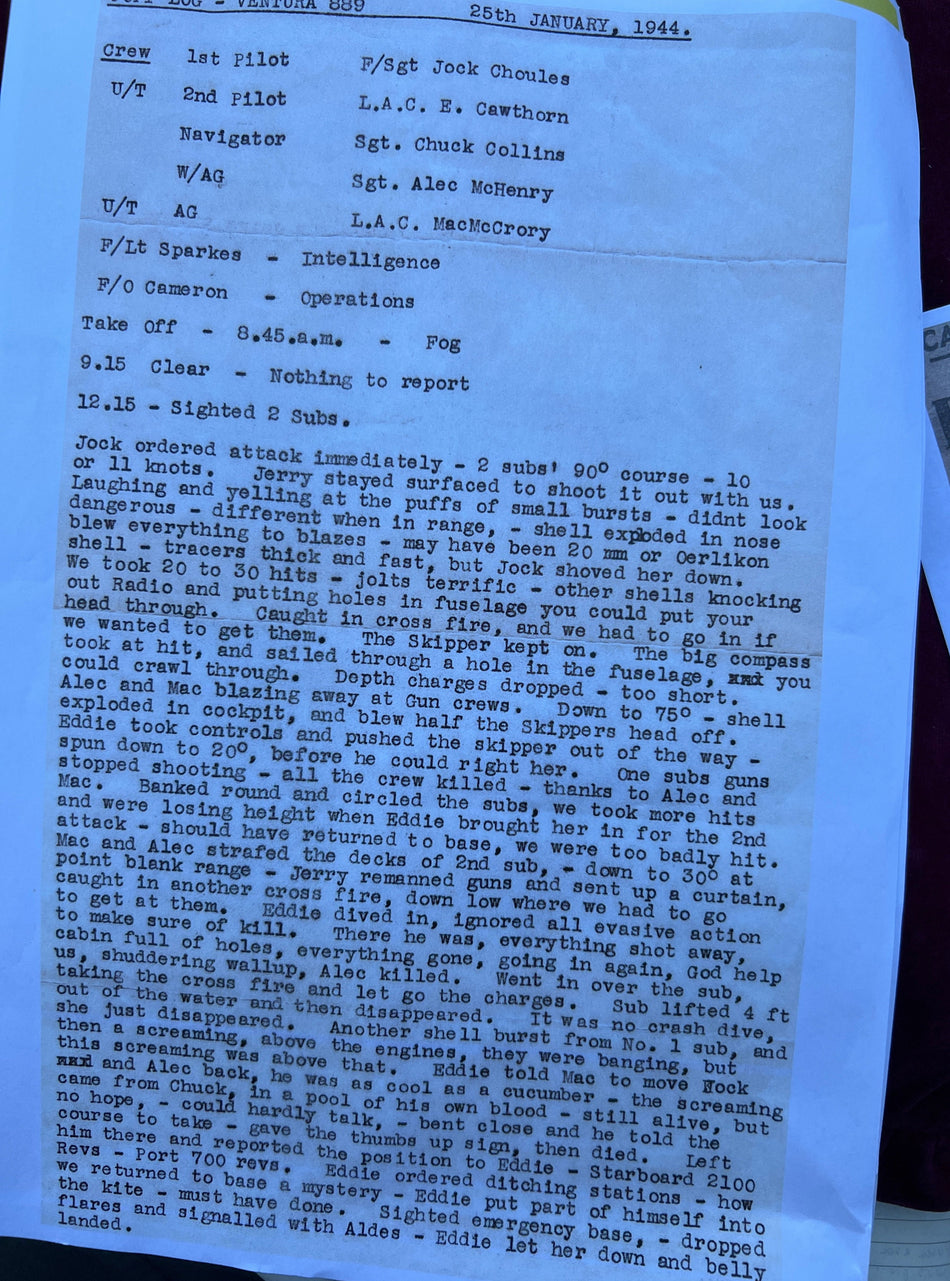 LOG - VENTURA 889 25th JANUARY, 1944.
Crew 1st Pilot F/Sgt Jock Choules
U/T 2nd Pilot L.A.C. E. Cawthorn
Navigator Sgt. Chuck Collins
W/AG Sgt. Alec McHenry
U/T AG L.A.C. MacMcCrory
F/Lt Sparkes - Intelligence
F/O Cameron - Operations
Take Off - 8.45.a.m. - Fog
9.15 Clear - Nothing to report
12.15 - Sighted 2 Subs.
Jock ordered attack immediately - 2 subs' 90° course - 10
or 11 knots. Jerry stayed surfaced to shoot it out with us.
Laughing and yelling at the puffs of small bursts - didnt look
dangerous - different when in range, - shell exploded in nose
blew everything to blazes - may have been 20 mm or Oerlikon
shell - tracers thick and fast, but Jock shoved her down.
We took 20 to 30 hits - jolts terrific - other shells knocking
out Radio and putting holes in fuselage you could put your
head through. Caught in cross fire, and we had to go in if
we wanted to get them. The Skipper kept on. The big compass
took at hit, and sailed through a hole in the fuselage, you
could crawl through. Depth charges dropped - too short.
Alec and Mac blazing away at Gun crews. Down to 75° - shell
exploded in cockpit, and blew half the Skippers head off.
Eddie took controls and pushed the skipper out of the way -
spun down to 20°, before he could right her. One subs guns
stopped shooting - all the crew killed - thanks to Alec and
Mac. Banked round and circled the subs, we took more hits
and were losing height when Eddie brought her in for the 2nd
attack - should have returned to base, we were too badly hit.
Mac and Alec strafed the decks of 2nd sub, - down to 30° at
point blank range - Jerry remanned guns and sent up a curtain,
caught in another cross fire, down low where we had to go
to get at them. Eddie dived in, ignored all evasive action
to make sure of kill. There he was, everything shot away,
cabin full of holes, everything gone, going in again, God help
us, shuddering wallup, Alec killed. Went in over the sub,
taking the cross fire and let go the charges. Sub lifted 4 ft
out of the water and then disappeared. It was no crash dive,
she just disappeared. Another shell burst from No. 1 sub, and
then a screaming, above the engines, they were banging, but
this screaming was above that. Eddie told Mac to move
and Alec back, he was as cool as a cucumber - the screaming
came from Chuck, in a pool of his own blood - still alive, but
no hope, - could hardly talk, - bent close and he told the
course to take - gave the thumbs up sign, then died. Left
him there and reported the position to Eddie - Starboard 2100
Revs - Port 700 revs. Eddie ordered ditching stations - how
we returned to base a mystery - Eddie put part of himself into
the kite - must have done. Sighted emergency base, - dropped
flares and signalled with Aldes - Eddie let her down and belly
landed.